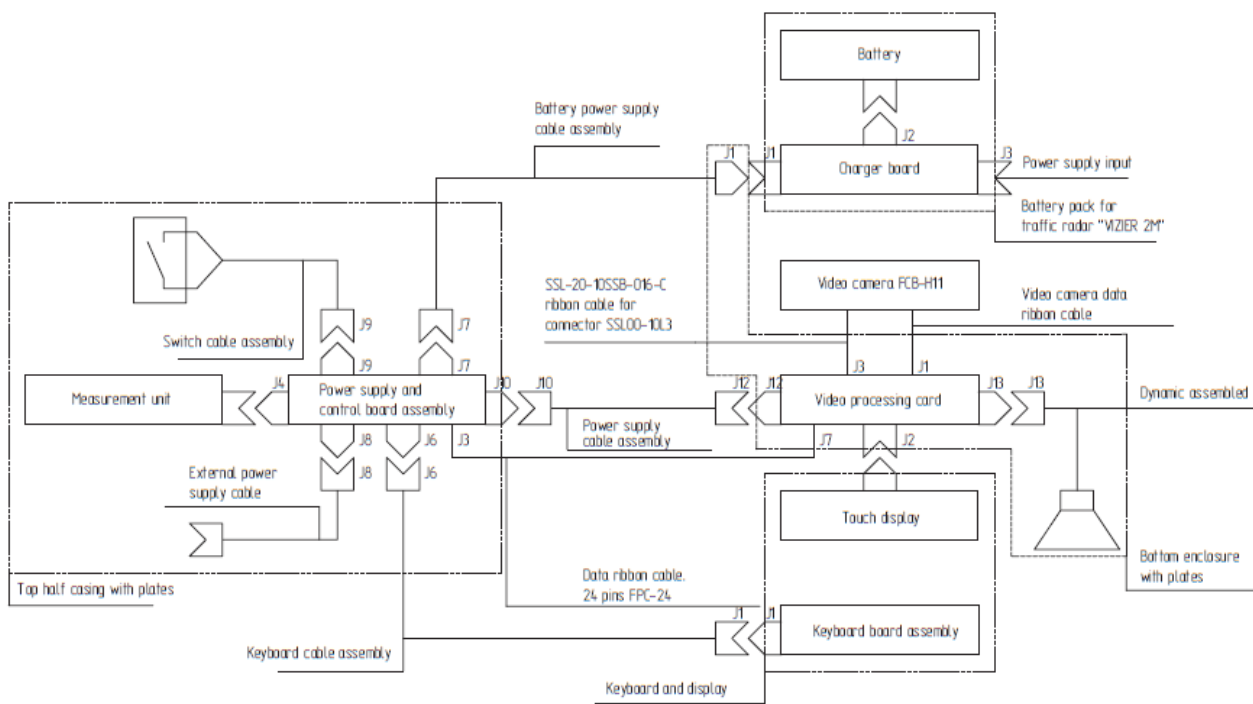 Battery
Battery power supply
cable assembly
J2
J1
J1
J3
Charger board
Power supply input
Battery pack for
traffic radar "VIZIER 2M"
SSL-20-10SSB-016-C
ribbon cable for
connector SSL00-10L3
Video camera FCB-H11
Video camera data
ribbon cable
J9
J7
Switch cable assembly
J9
J7
J3
J1
J4
J10
J10
J12
J12
J13
J13
Measurement unit
Power supply and
control board assembly
Video processing card
Dynamic assembled
J8
J6
J3
Power supply
cable assembly
J7
J2
J8
J6
External power
supply cable
Touch display
Bottom enclosure
with plates
Top half casing with plates
Data ribbon cable.
24 pins FPC-24
J1
J1
Keyboard board assembly
Keyboard cable assembly
Keyboard and display